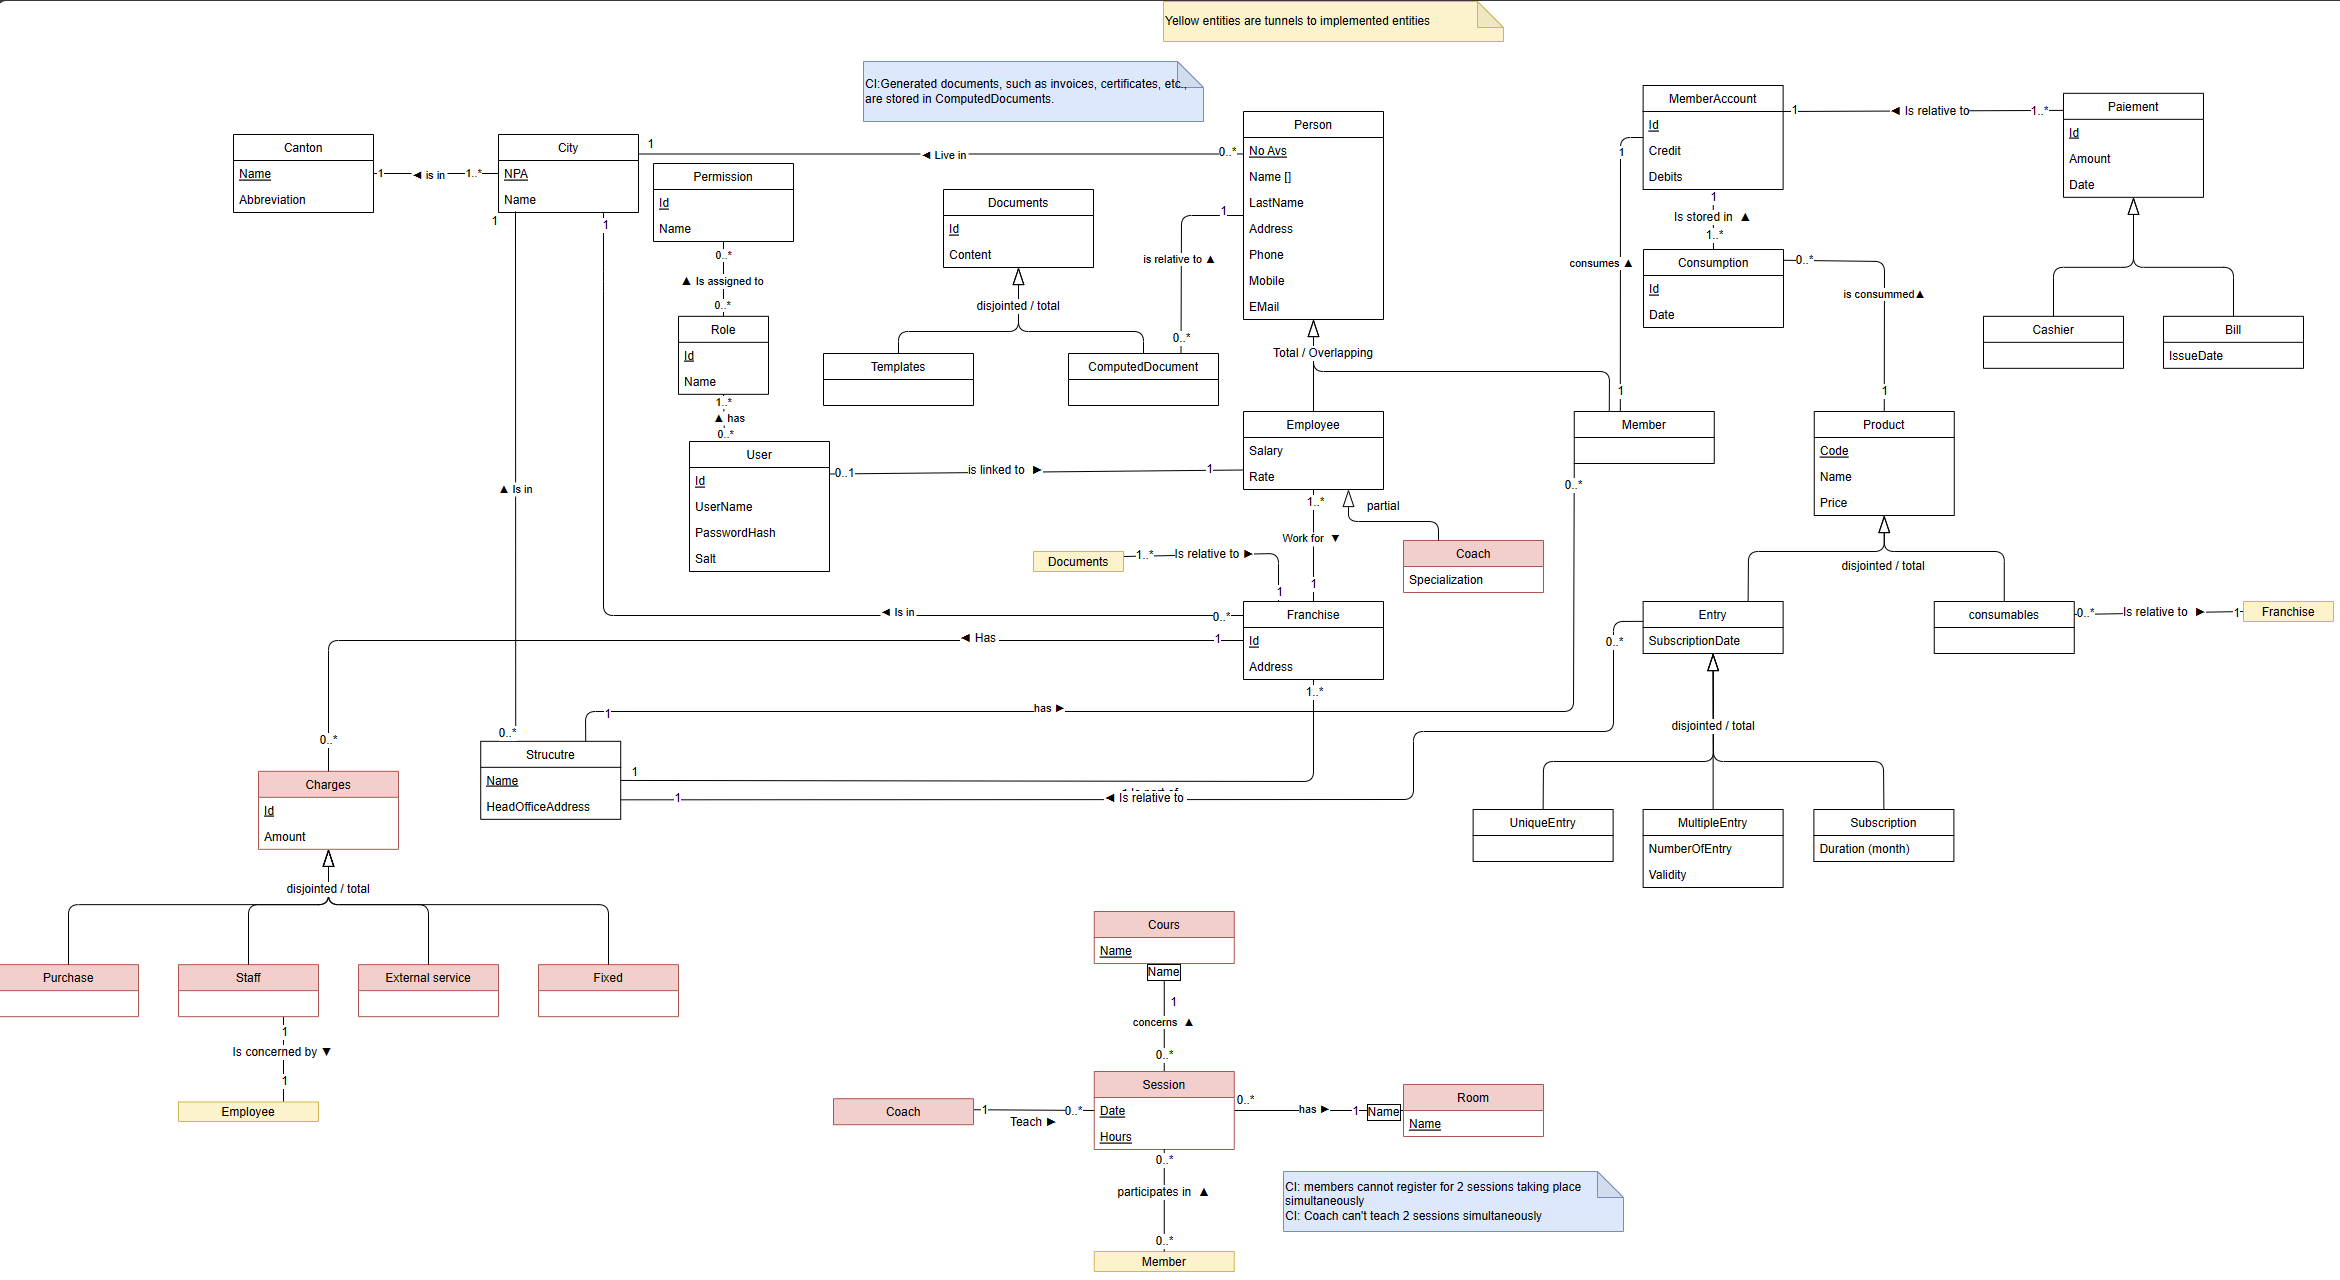 Yellow entities are tunnels to implemented entities
CI:Generated documents, such as invoices, certificates, etc.,
are stored in ComputedDocuments.
Canton
Name
Abbreviation
1
◄ is in
1..*
City
NPA
Name
1
◄ Live in
0..*
Person
No Avs
Name []
LastName
Address
Phone
Mobile
EMail
MemberAccount
Id
Credit
Debits
1
◄ Is relative to
1..*
Paiement
Id
Amount
Date
Permission
Id
Name
0..*
▲ Is assigned to
0..*
Role
Id
Name
1..*
▲ has
0..*
User
Id
UserName
PasswordHash
Salt
Documents
Id
Content
disjointed / total
Templates
ComputedDocument
1
is relative to ▲
0..*
Total / Overlapping
1
Is stored in ▲
1..*
Consumption
Id
Date
0..*
is consummed▲
1
1
consumes ▲
1
Cashier
Bill
IssueDate
Employee
Salary
Rate
Member
Product
Code
Name
Price
0..1
is linked to ►
1
1..*
Work for ▼
1
partial
Coach
Specialization
Documents
1..*
Is relative to ►
1
1
▲ Is in
0..*
1
◄ Is in
0..*
Franchise
Id
Address
1
◄ Has
0..*
1..*
disjointed / total
Entry
SubscriptionDate
consumables
0..*
Is relative to ►
1
Franchise
0..*
1
has ►
0..*
Strucutre
Name
HeadOfficeAddress
1
1
◄ Is relative to
disjointed / total
UniqueEntry
MultipleEntry
NumberOfEntry
Validity
Subscription
Duration (month)
Charges
Id
Amount
disjointed / total
Purchase
Staff
External service
Fixed
1
Is concerned by ▼
1
Employee
Cours
Name
Name
1
concerns ▲
0..*
Coach
1
Teach ►
0..*
Session
Date
Hours
0..*
has ►
1
Name
Room
Name
0..*
participates in ▲
0..*
Member
CI: members cannot register for 2 sessions taking place
simultaneously
CI: Coach can't teach 2 sessions simultaneously